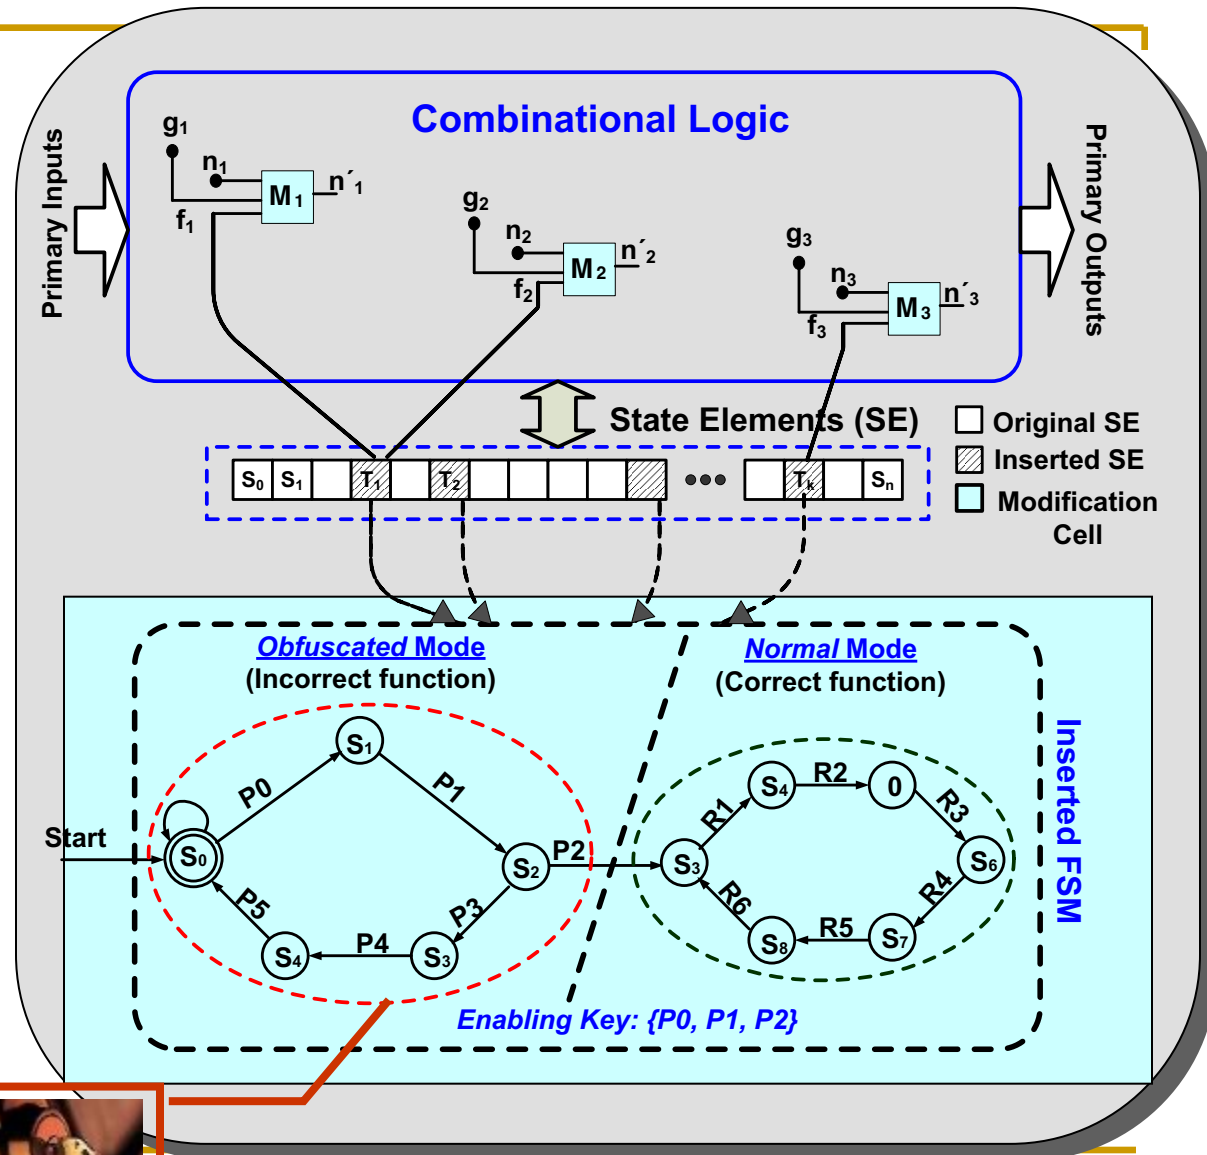 Combinational Logic
Primary Inputs
Primary Outputs
g1
n1
M1
n´1
f1
g2
n2
M2
n´2
f2
g3
n3
M3
n´3
f3
State Elements (SE)
Original SE
Inserted SE
Modification
Cell
S0 S1 T1 T2 ••• Tk Sn
Obfuscated Mode
(Incorrect function)
Normal Mode
(Correct function)
Inserted FSM
Start
S0
P0
S1
P1
S2
P2
P3
S3
P4
S4
P5
S3
R1
S4
R2
0
R3
S6
R4
S7
R5
S8
R6
Enabling Key: {P0, P1, P2}